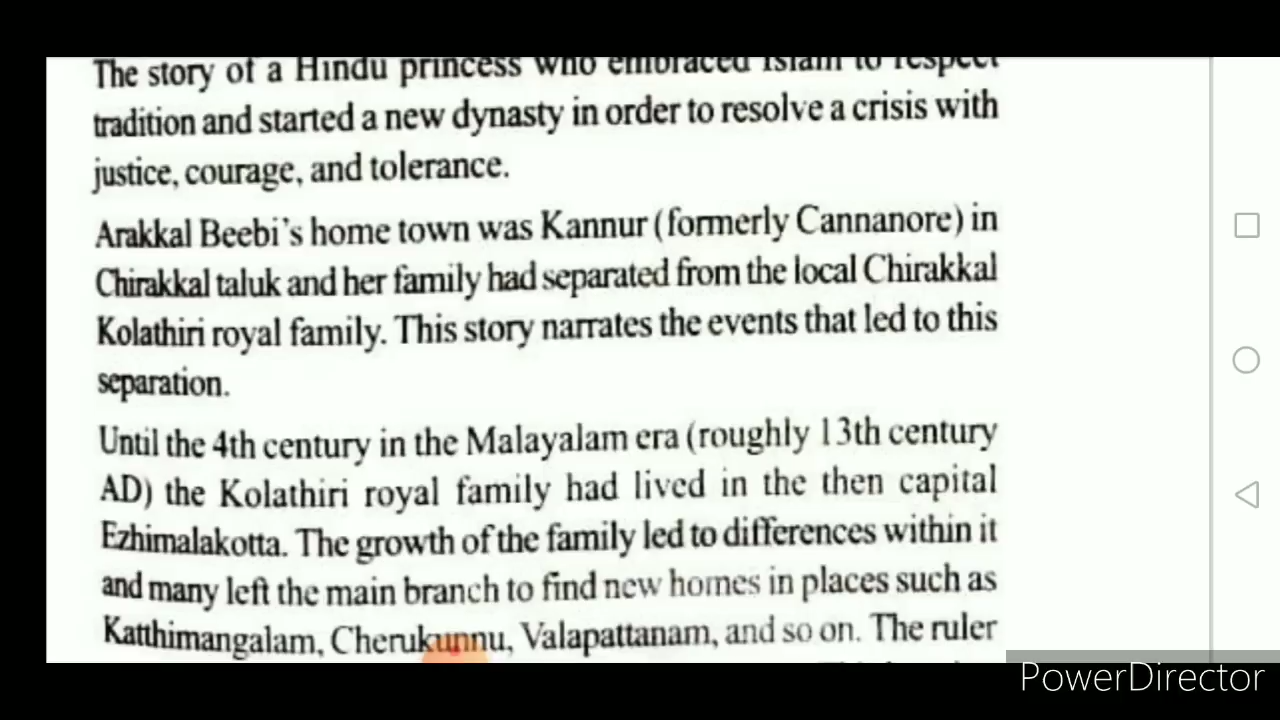 The story of a Hindu princess who embraced Islam to respect
tradition and started a new dynasty in order to resolve a crisis with
justice, courage, and tolerance.
Arakkal Beebi's home town was Kannur (formerly Cannanore) in
Chirakkal taluk and her family had separated from the local Chirakkal
Kolathiri royal family. This story narrates the events that led to this
separation.
Until the 4th century in the Malayalam era (roughly 13th century
AD) the Kolathiri royal family had lived in the then capital
Ezhimalakotta. The growth of the family led to differences within it
and many left the main branch to find new homes in places such as
Katthimangalam, Cherukunnu, Valapattanam, and so on. The ruler
PowerDirector